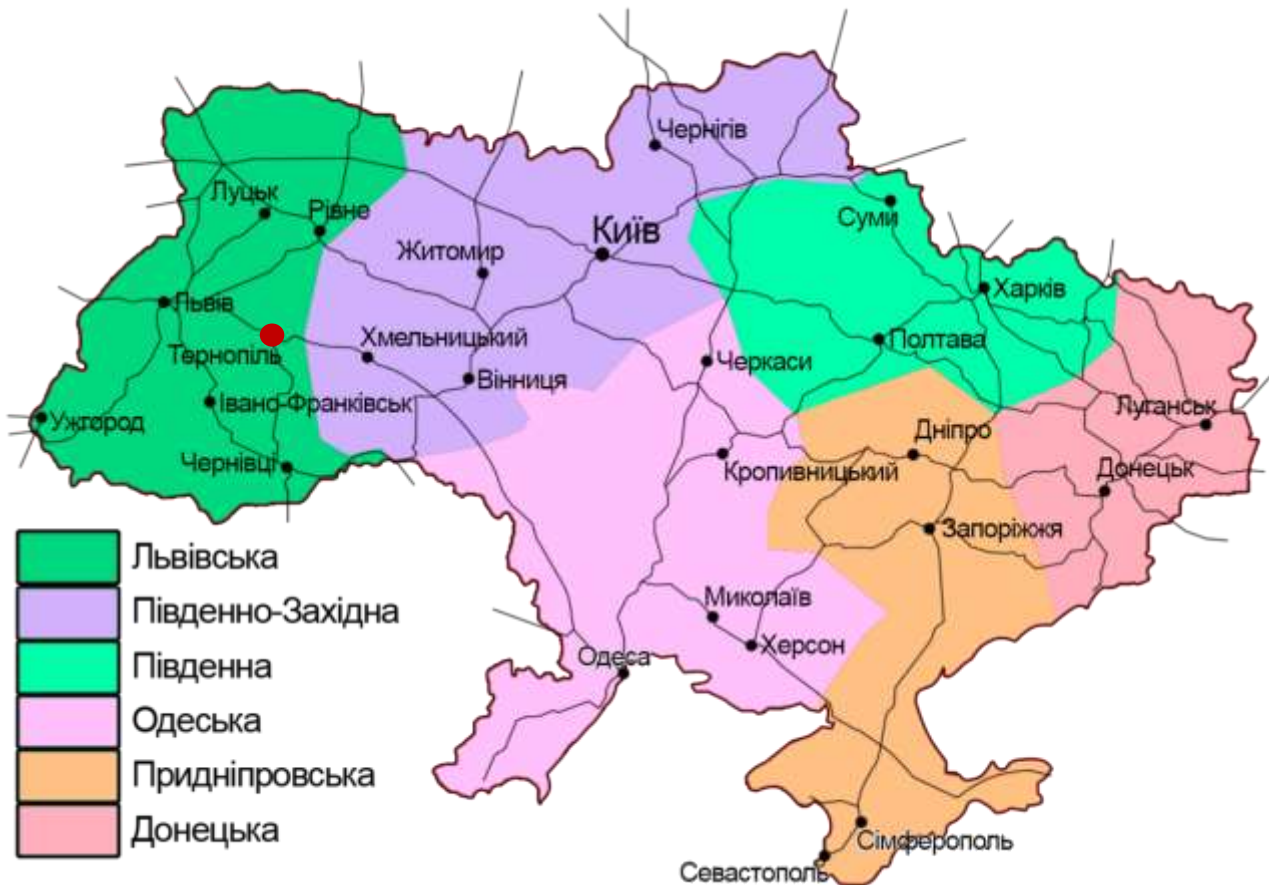 Чернігів
Луцьк
Рівне
Суми
Київ
Житомир
Харків
Львів
Хмельницький
Полтава
Тернопіль
Черкаси
Вінниця
Івано-Франківськ
Луганськ
Ужгород
Дніпро
Чернівці
Кропивницький
Донецьк
Запоріжжя
Миколаїв
Херсон
Одеса
Сімферополь
Севастополь
Львівська
Південно-Західна
Південна
Одеська
Придніпровська
Донецька